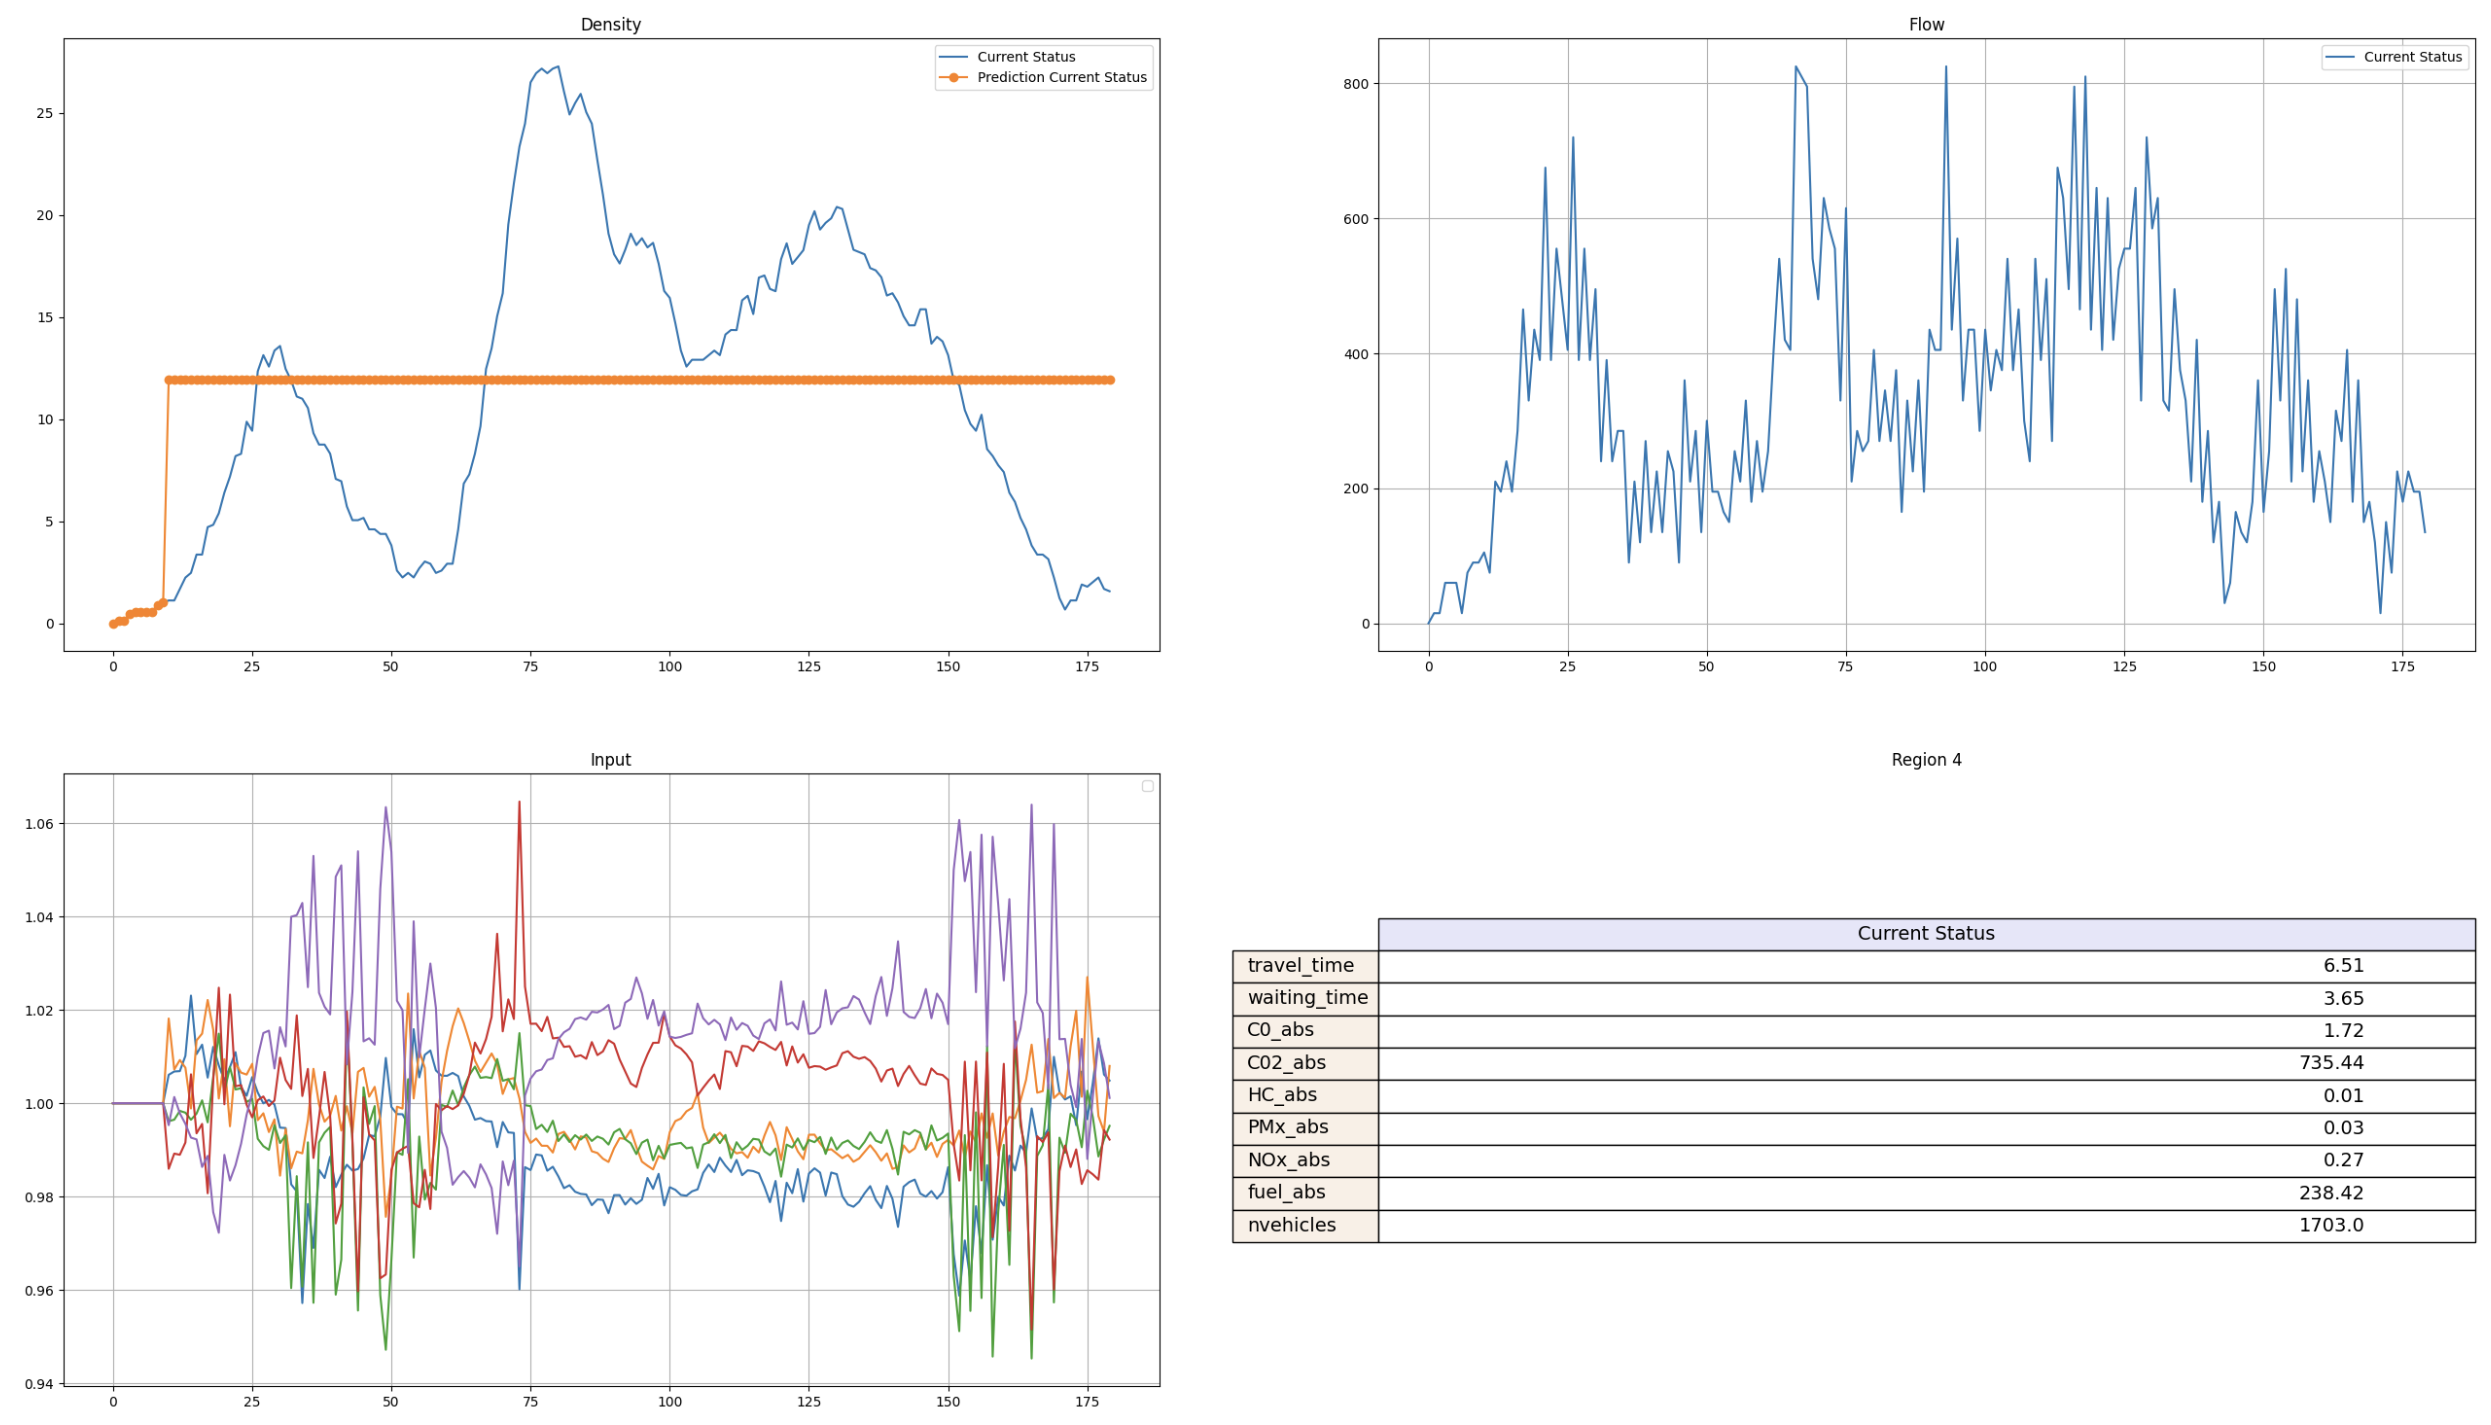 Density
Current Status
Prediction Current Status
25
20
15
10
5
0
0 25 50 75 100 125 150 175
Flow
Current Status
800
600
400
200
0
0 25 50 75 100 125 150 175
Input
1.06
1.04
1.02
1.00
0.98
0.96
0.94
0 25 50 75 100 125 150 175
Region 4
Current Status
travel_time 6.51
waiting_time 3.65
C0_abs 1.72
C02_abs 735.44
HC_abs 0.01
PMx_abs 0.03
NOx_abs 0.27
fuel_abs 238.42
nvehicles 1703.0